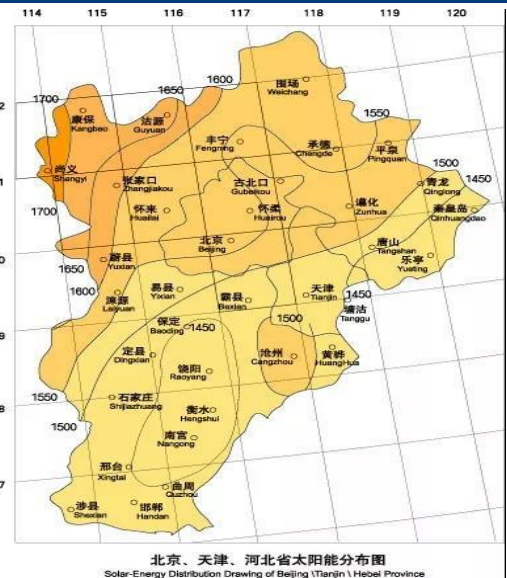 114 115 116 117 118 119 120
1600
围场
Weichang
1650
1700
康保
Kangbao
沽源
Guyuan
1550
丰宁
Fengning
承德
Chengde
平泉
Pingquan
1500
尚义
Shangyi
张家口
Zhangjiakou
古北口
Gubeikou
青龙
Qinglong
1450
1700
怀来
Huailai
怀柔
Huairou
遵化
Zunhua
秦皇岛
Qinhuangdao
北京
Beijing
唐山
Tangshan
蔚县
Yuxian
乐亭
Yueting
1650
1600
涞源
Laiyuan
易县
Yixian
霸县
Baxian
天津
Tianjin
1450
塘沽
Tanggu
保定
Baoding
1450
1500
定县
Dingxian
沧州
Cangzhou
黄骅
HuangHua
饶阳
Raoyang
1550
石家庄
Shijiazhuang
衡水
Hengshui
1500
南宫
Nangong
邢台
Xingtai
曲周
Quzhou
涉县
Shexian
邯郸
Handan
2
1
0
9
8
7
北京、天津、河北省太阳能分布图
Solar-Energy Distribution Drawing of Beijing \Tianjin \ Hebei Province